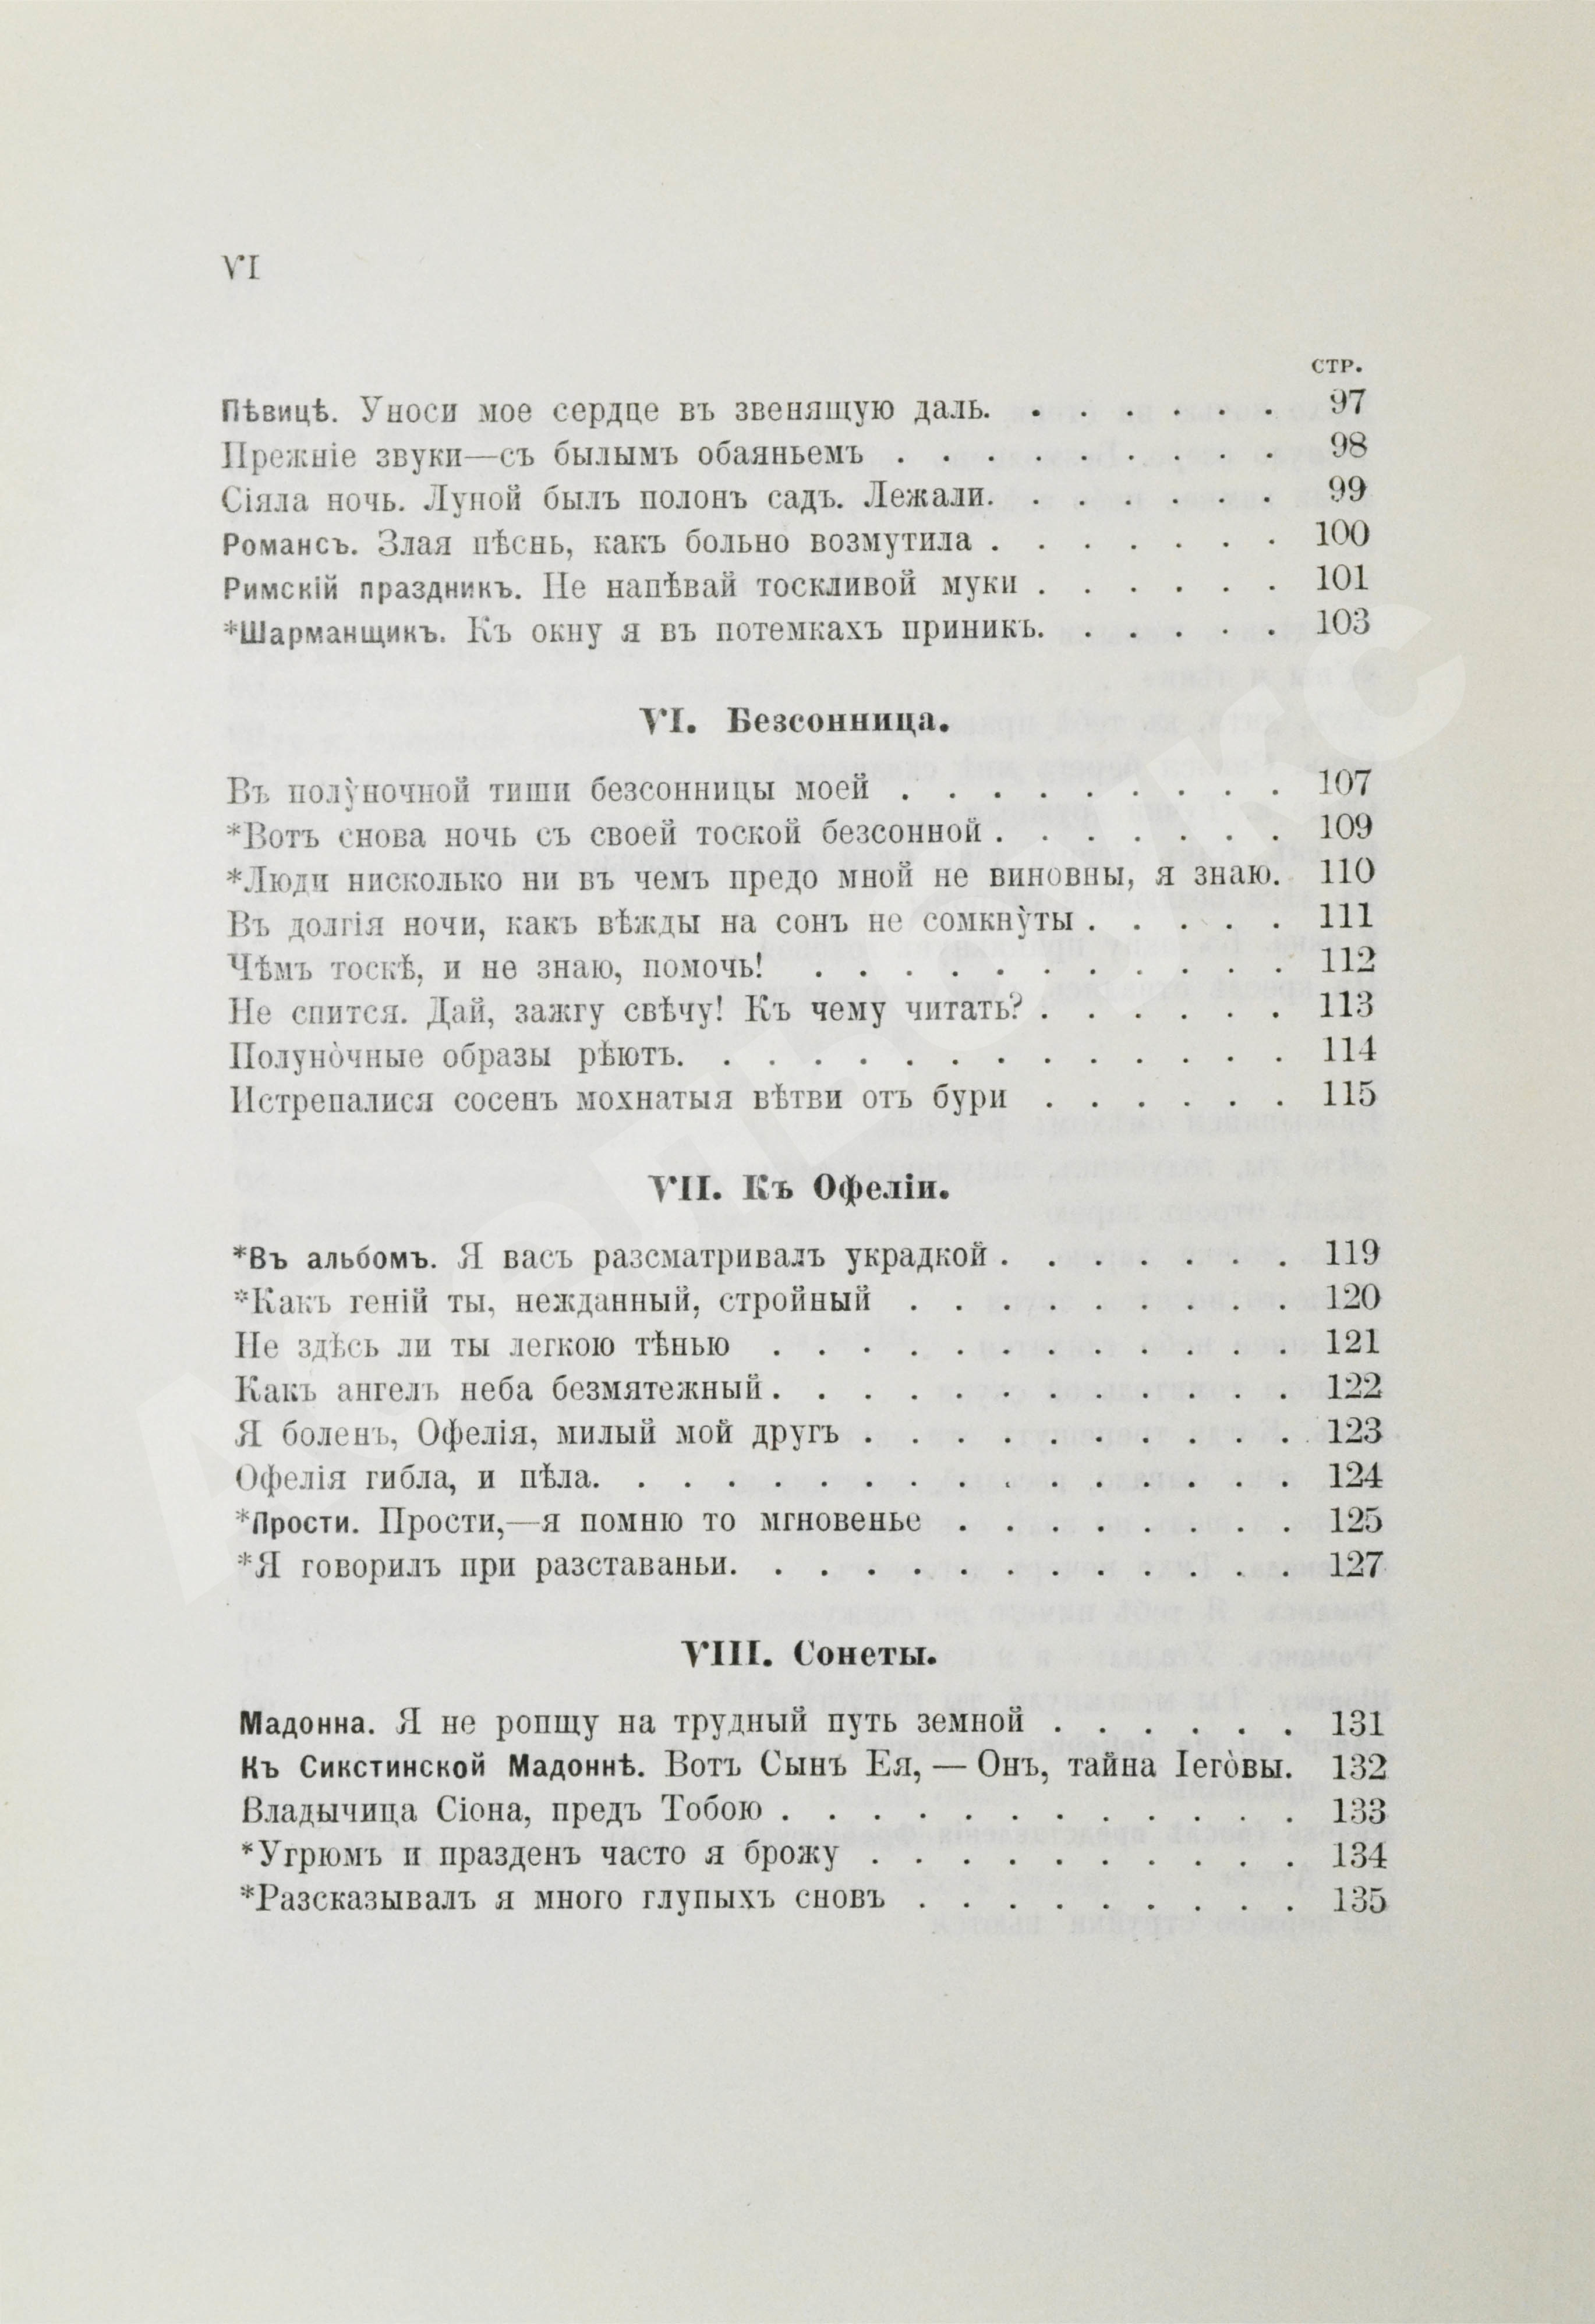 VI
СТР.
Пѣвицѣ. Уноси мое сердце въ звенящую даль. . . . . . . 97
Прежніе звуки—съ былымъ обаяньемъ . . . . . . . . . 98
Сіяла ночь. Луной былъ полонъ садъ. Лежали. . . . . . . 99
Романсъ. Злая пѣснь, какъ больно возмутила . . . . . . . 100
Римскій праздникъ. Не напѣвай тоскливой муки . . . . . . 101
*Шарманщикъ. Къ окну я въ потемкахъ приникъ. . . . . . 103
VI. Безсонница.
Въ полу̀ночной тиши безсонницы моей . . . . . . . . . 107
*Вотъ снова ночь съ своей тоской безсонной . . . . . . . 109
*Люди нисколько ни въ чемъ предо мной не виновны, я знаю. 110
Въ долгія ночи, какъ вѣжды на сонъ не сомкну̀ты . . . . . 111
Чѣмъ тоскѣ, и не знаю, помочь! . . . . . . . . . . . 112
Не спится. Дай, зажгу свѣчу! Къ чему читать? . . . . . . 113
Полуно̀чные образы рѣютъ. . . . . . . . . . . . . . 114
Истрепалися сосенъ мохнатыя вѣтви отъ бури . . . . . . 115
VII. Къ Офеліи.
*Въ альбомъ. Я васъ разсматривалъ украдкой . . . . . . . 119
*Какъ геній ты, нежданный, стройный . . . . . . . . . 120
Не здѣсь ли ты легкою тѣнью . . . . . . . . . . . . 121
Какъ ангелъ неба безмятежный . . . . . . . . . . . . 122
Я боленъ, Офелія, милый мой другъ . . . . . . . . . . 123
Офелія гибла, и пѣла. . . . . . . . . . . . . . . . 124
*Прости. Прости,—я помню то мгновенье . . . . . . . . 125
*Я говорилъ при разставаньи. . . . . . . . . . . . . 127
VIII. Сонеты.
Мадонна. Я не ропщу на трудный путь земной . . . . . . 131
Къ Сикстинской Мадоннѣ. Вотъ Сынъ Ея, — Онъ, тайна Іего̀вы. 132
Владычица Сіона, предъ Тобою . . . . . . . . . . . . 133
*Угрюмъ и празденъ часто я брожу . . . . . . . . . . 134
*Разсказывалъ я много глупыхъ сновъ . . . . . . . . . 135